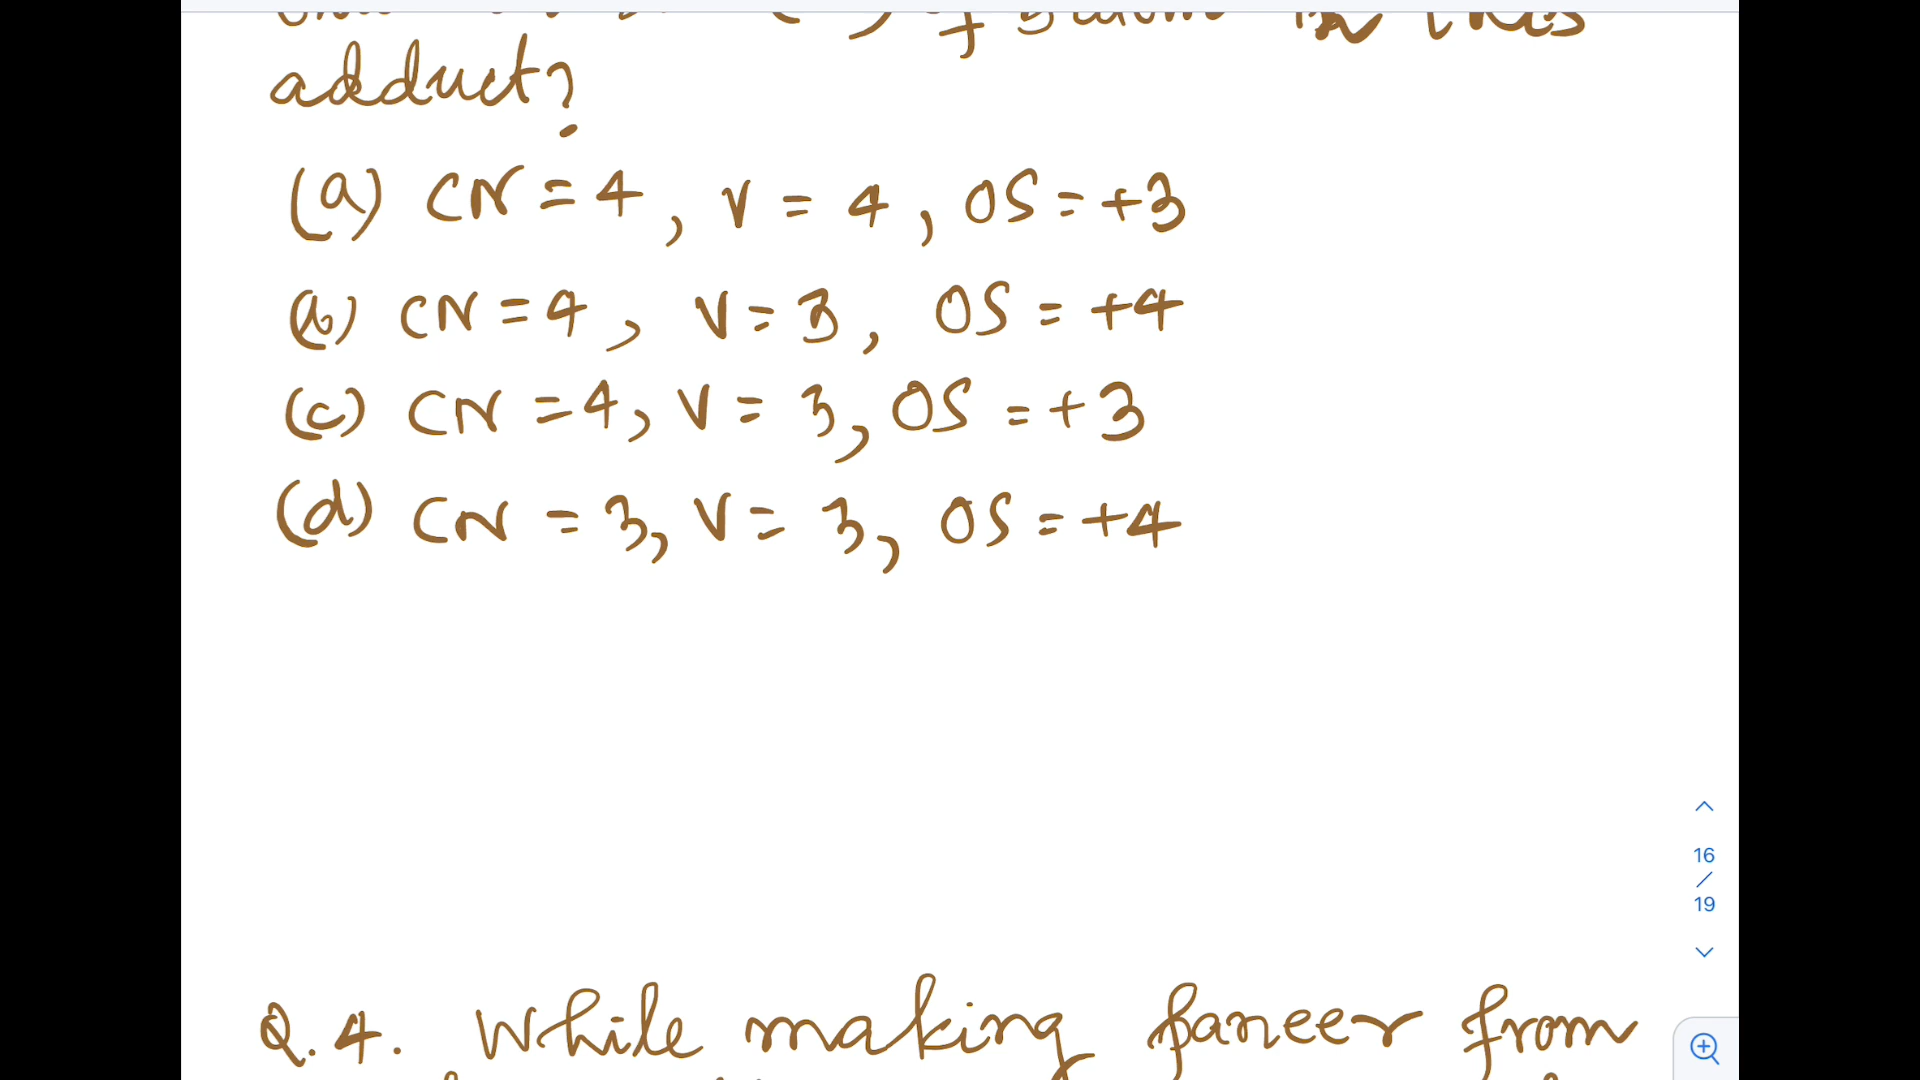 adduct?
(a) CN = 4, V = 4, OS = +3
(b) CN = 4, V = 3, OS = +4
(c) CN = 4, V = 3, OS = +3
(d) CN = 3, V = 3, OS = +4
16
/
19
Q.4. While making paneer from